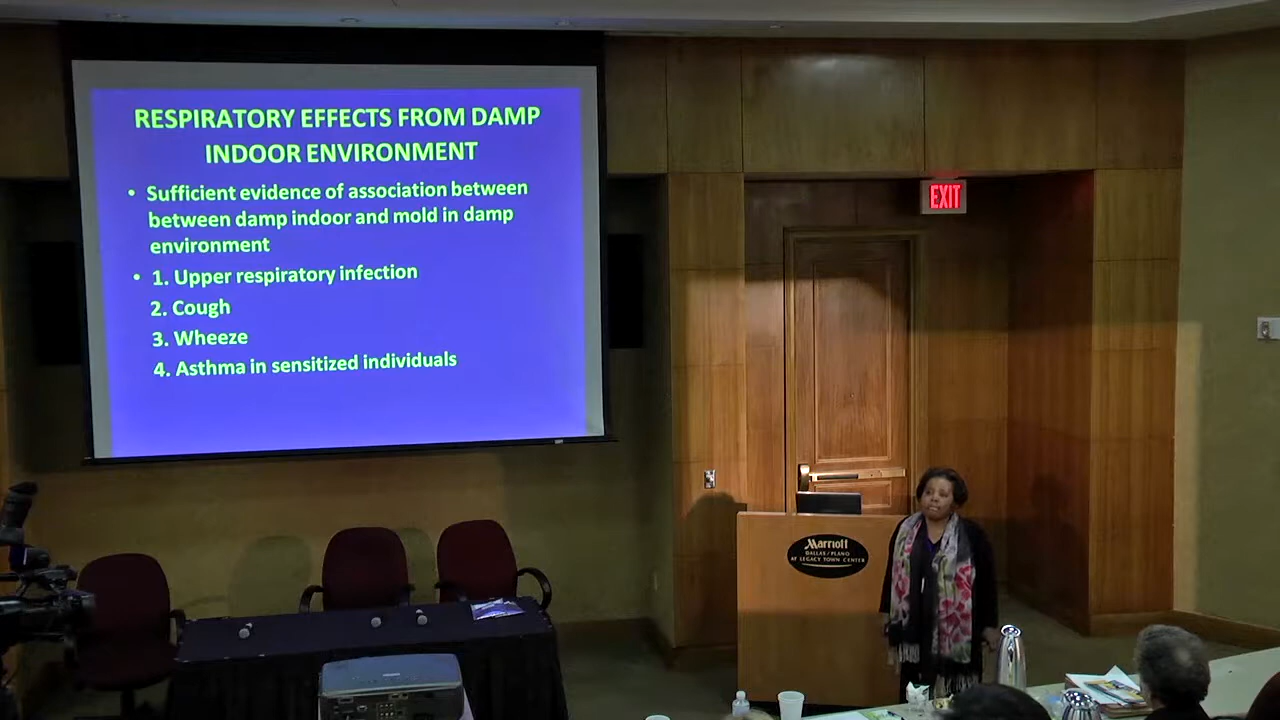 RESPIRATORY EFFECTS FROM DAMP
INDOOR ENVIRONMENT
• Sufficient evidence of association between
between damp indoor and mold in damp
environment
• 1. Upper respiratory infection
2. Cough
3. Wheeze
4. Asthma in sensitized individuals
EXIT
Marriott
DALLAS/PLANO
AT LEGACY TOWN CENTER